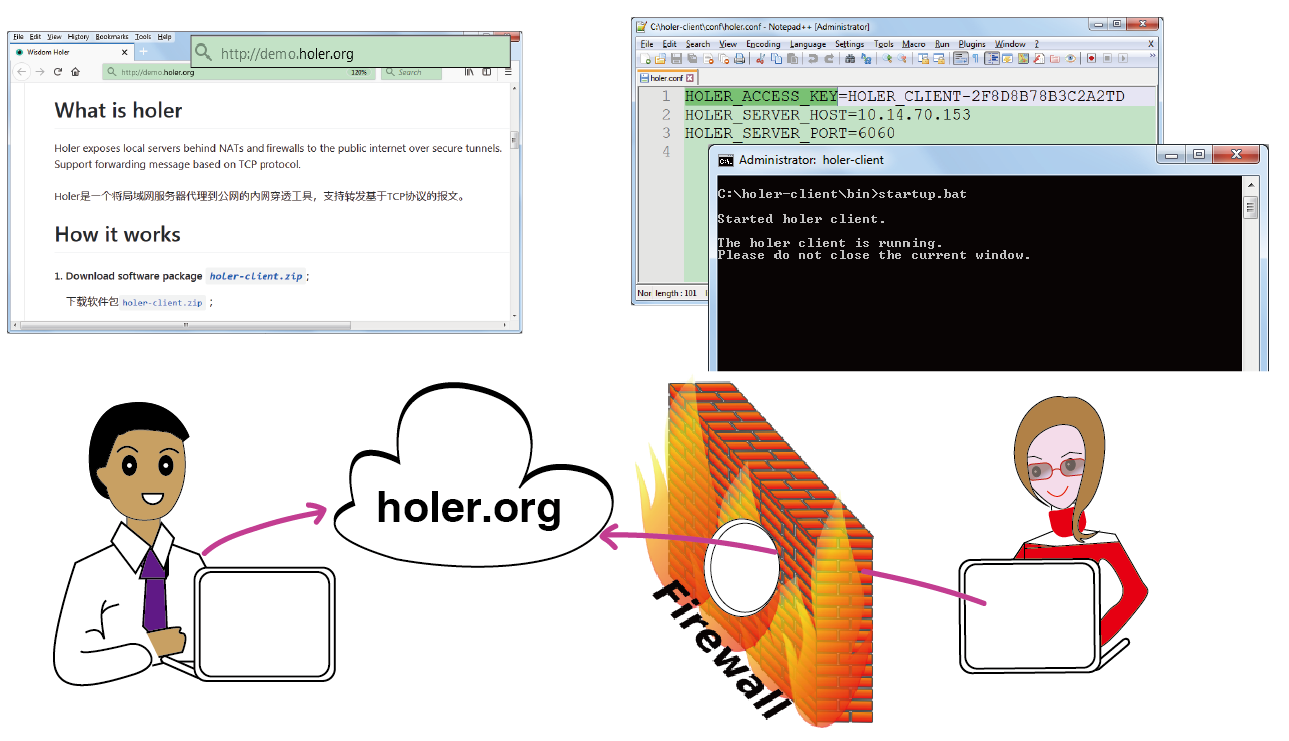 File Edit View History Bookmarks Tools Help
Wisdom Holer
http://demo.holer.org
http://demo.holer.org 120% Search
What is holer
Holer exposes local servers behind NATs and firewalls to the public internet over secure tunnels.
Support forwarding message based on TCP protocol.
Holer是一个将局域网服务器代理到公网的内网穿透工具，支持转发基于TCP协议的报文。
How it works
1. Download software package holer-client.zip ;
下载软件包 holer-client.zip ；
C:\holer-client\conf\holer.conf - Notepad++ [Administrator]
File Edit Search View Encoding Language Settings Tools Macro Run Plugins Window ? X
holer.conf
1 HOLER_ACCESS_KEY=HOLER_CLIENT-2F8D8B78B3C2A2TD
2 HOLER_SERVER_HOST=10.14.70.153
3 HOLER_SERVER_PORT=6060
4
Nor length : 101
Administrator: holer-client
C:\holer-client\bin>startup.bat
Started holer client.
The holer client is running.
Please do not close the current window.
holer.org
Firewall